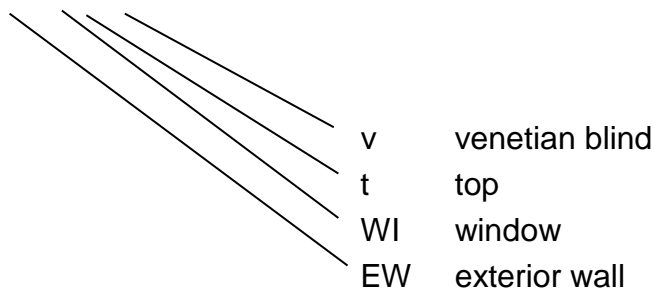 v venetian blind
t top
WI window
EW exterior wall